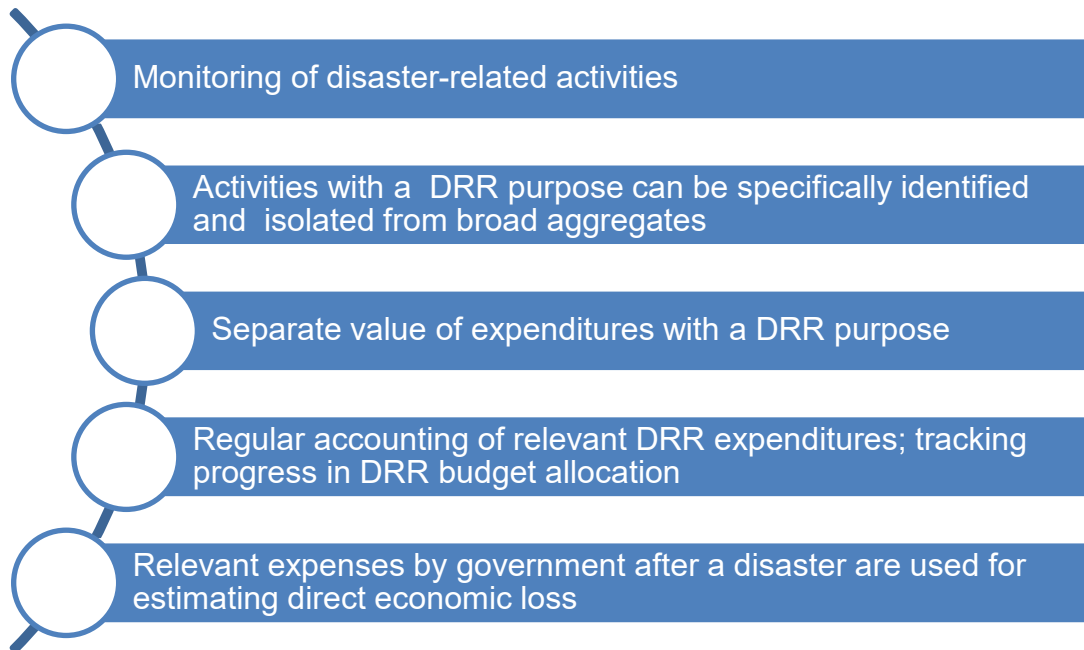 Monitoring of disaster-related activities
Activities with a  DRR purpose can be specifically identified
and  isolated from broad aggregates
Separate value of expenditures with a DRR purpose
Regular accounting of relevant DRR expenditures; tracking
progress in DRR budget allocation
Relevant expenses by government after a disaster are used for
estimating direct economic loss